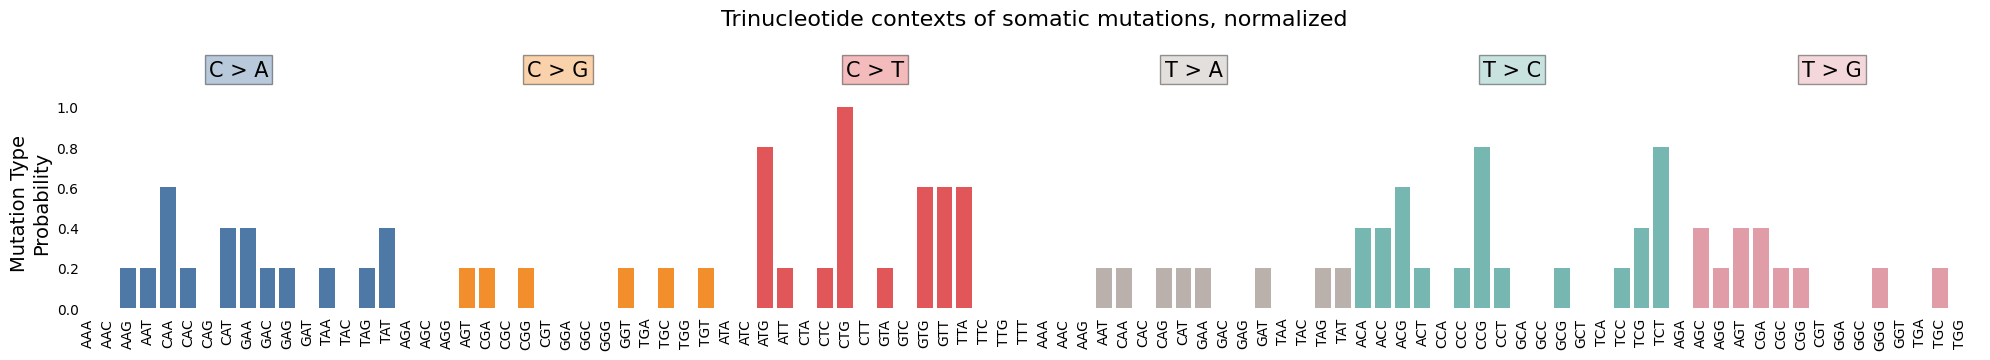 Trinucleotide contexts of somatic mutations, normalized
C > A
C > G
C > T
T > A
T > C
T > G
Mutation Type
Probability
1.0
0.8
0.6
0.4
0.2
0.0
AAA
AAC
AAG
AAT
CAA
CAC
CAG
CAT
GAA
GAC
GAG
GAT
TAA
TAC
TAG
TAT
AGA
AGC
AGG
AGT
CGA
CGC
CGG
CGT
GGA
GGC
GGG
GGT
TGA
TGC
TGG
TGT
ATA
ATC
ATG
ATT
CTA
CTC
CTG
CTT
GTA
GTC
GTG
GTT
TTA
TTC
TTG
TTT
AAA
AAC
AAG
AAT
CAA
CAC
CAG
CAT
GAA
GAC
GAG
GAT
TAA
TAC
TAG
TAT
ACA
ACC
ACG
ACT
CCA
CCC
CCG
CCT
GCA
GCC
GCG
GCT
TCA
TCC
TCG
TCT
AGA
AGC
AGG
AGT
CGA
CGC
CGG
CGT
GGA
GGC
GGG
GGT
TGA
TGC
TGG